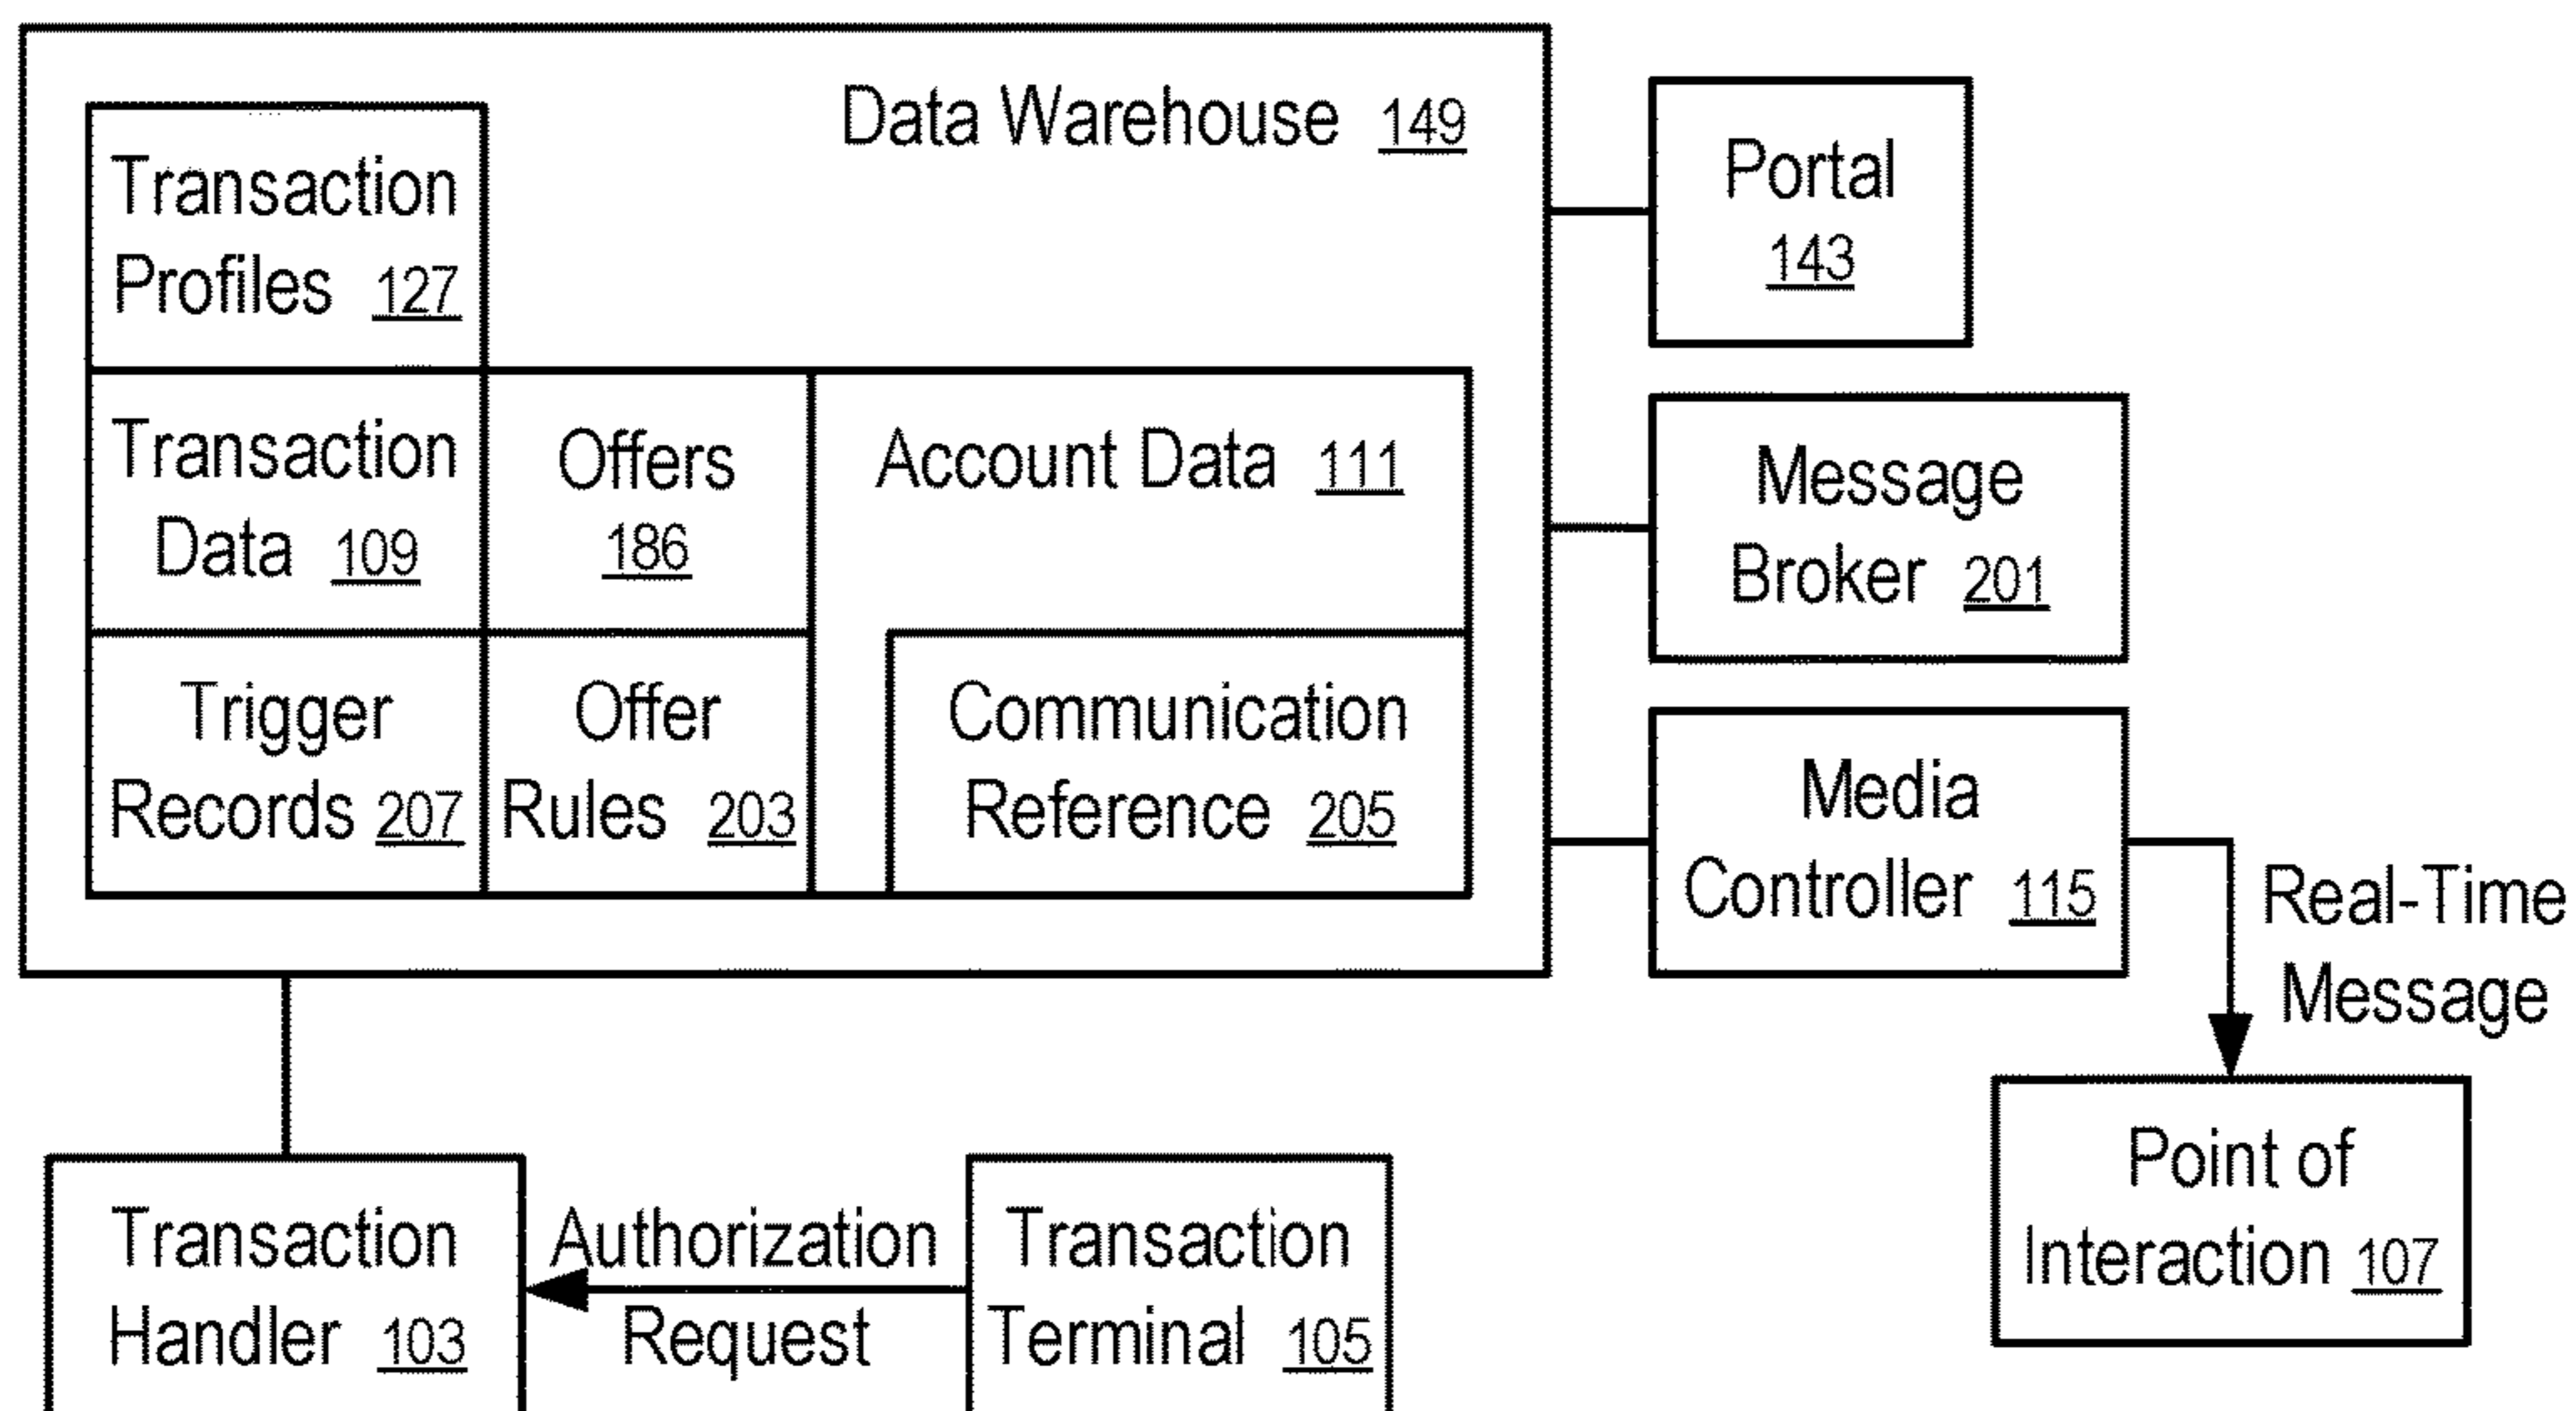 Data Warehouse 149
Transaction
Profiles 127
Transaction
Data 109
Offers
186
Account Data 111
Trigger
Records 207
Offer
Rules 203
Communication
Reference 205
Portal
143
Message
Broker 201
Media
Controller 115
Real-Time
Message
Point of
Interaction 107
Transaction
Handler 103
Authorization
Request
Transaction
Terminal 105